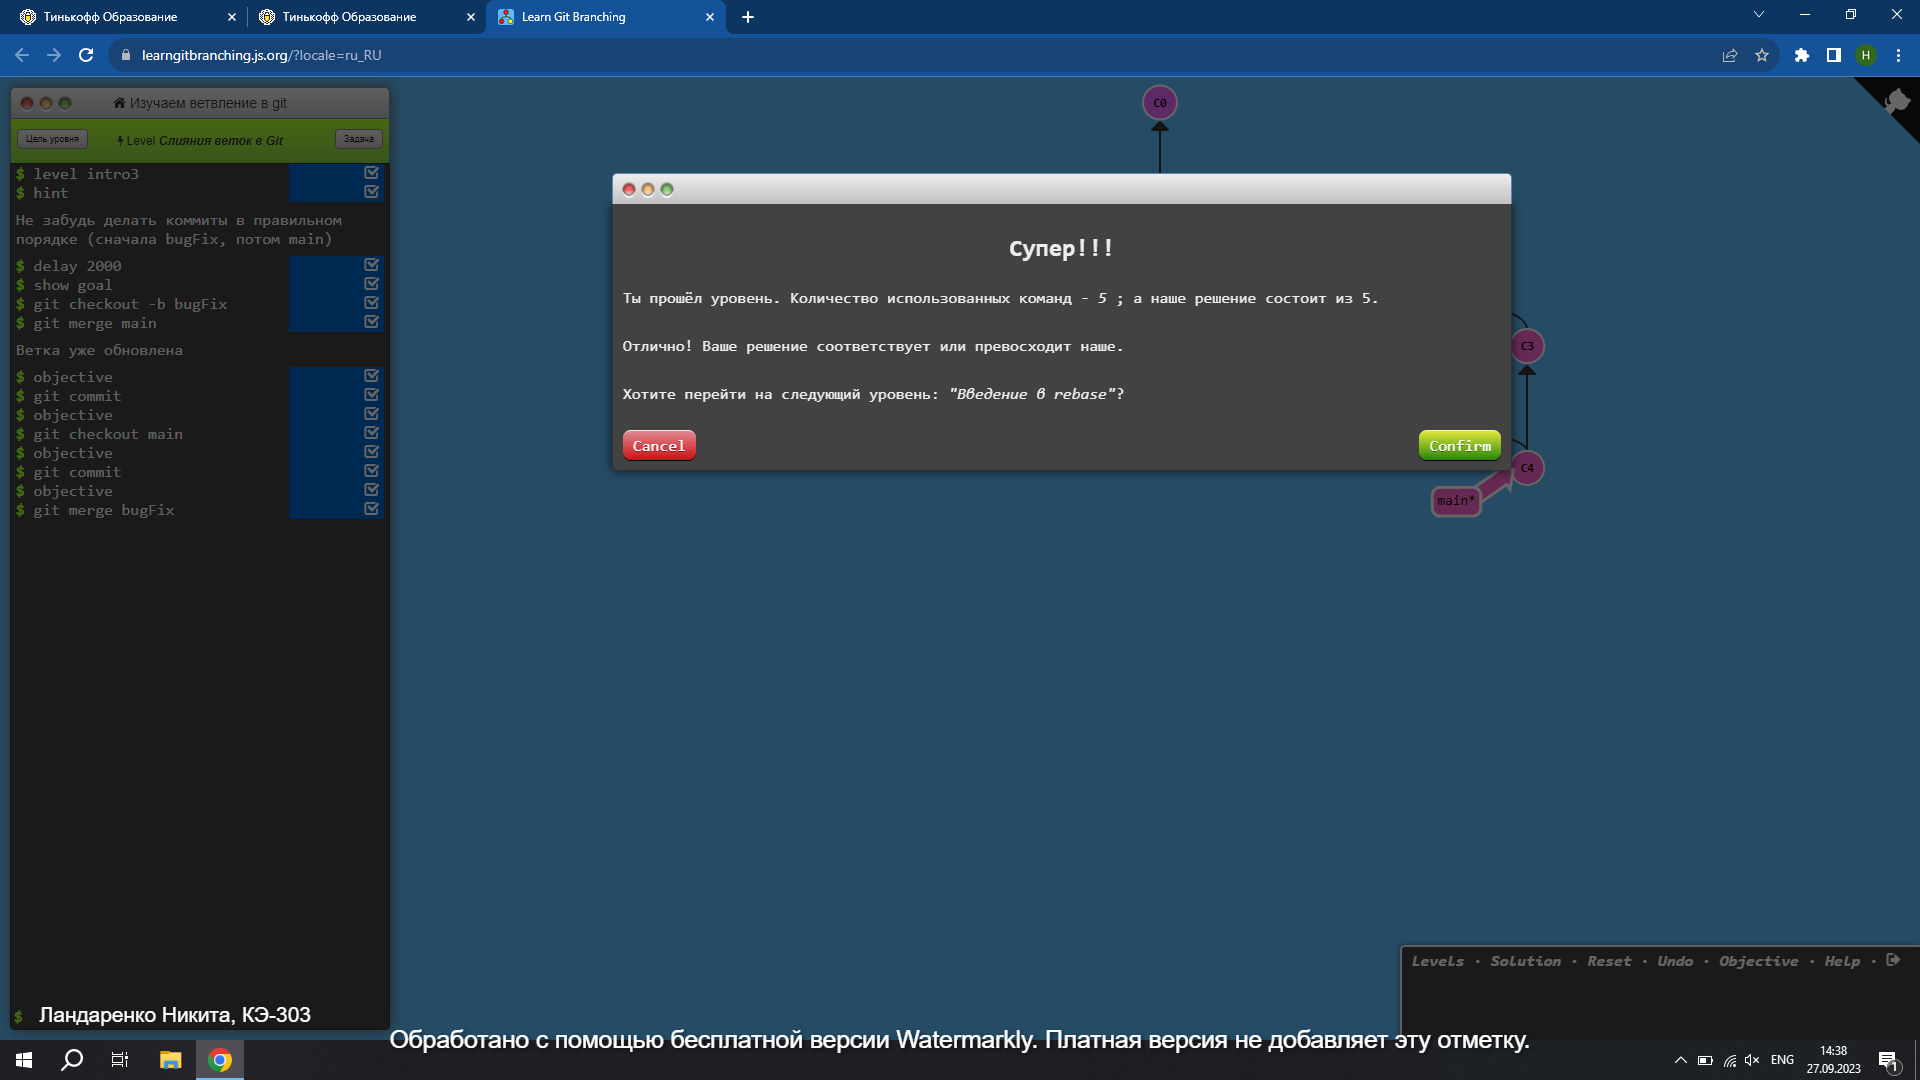 Тинькофф Образование
Тинькофф Образование
Learn Git Branching
learngitbranching.js.org/?locale=ru_RU
H
Изучаем ветвление в git
Цель уровня
Level Слияния веток в Git
Задача
$ level intro3
$ hint
Не забудь делать коммиты в правильном
порядке (сначала bugFix, потом main)
$ delay 2000
$ show goal
$ git checkout -b bugFix
$ git merge main
Ветка уже обновлена
$ objective
$ git commit
$ objective
$ git checkout main
$ objective
$ git commit
$ objective
$ git merge bugFix
$ Ландаренко Никита, КЭ-303
C0
Супер!!!
Ты прошёл уровень. Количество использованных команд - 5 ; а наше решение состоит из 5.
Отлично! Ваше решение соответствует или превосходит наше.
Хотите перейти на следующий уровень: "Введение в rebase"?
Cancel
Confirm
C3
C4
main*
Levels · Solution · Reset · Undo · Objective · Help ·
Обработано с помощью бесплатной версии Watermarkly. Платная версия не добавляет эту отметку.
ENG
14:38
27.09.2023
1